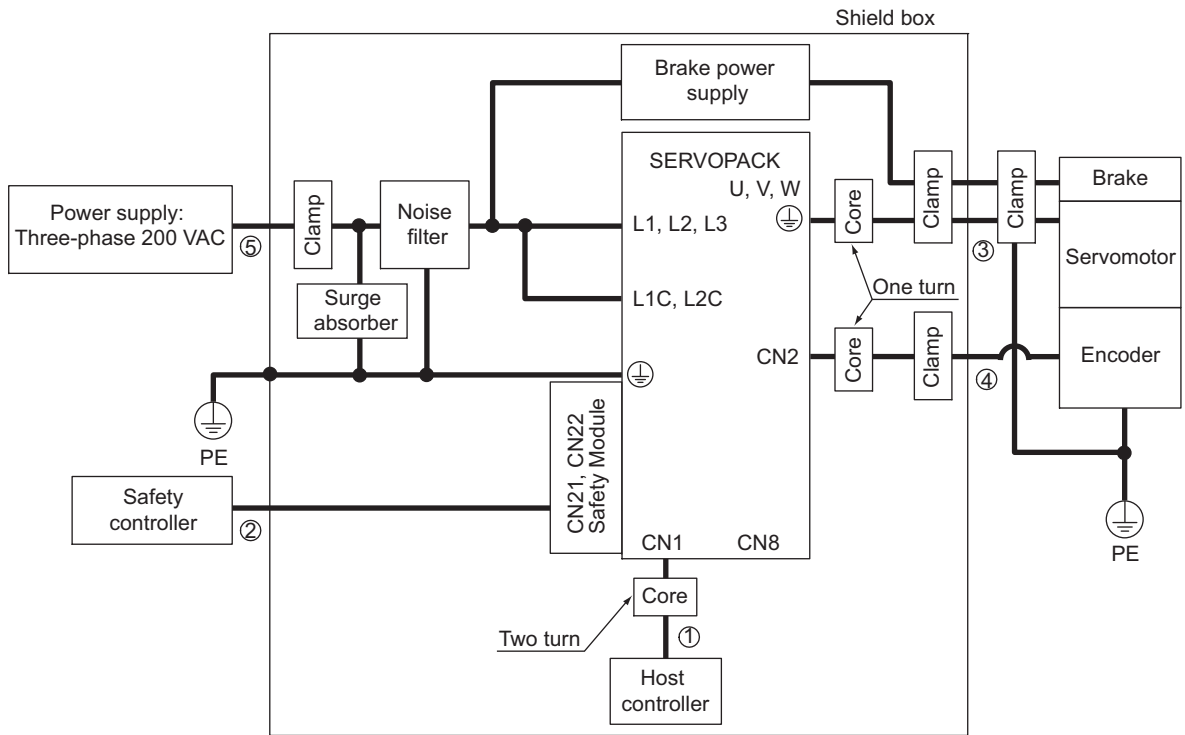 Shield box
Brake power
supply
SERVOPACK
U, V, W
Core
Clamp
Clamp
Brake
Power supply:
Three-phase 200 VAC
⑤
Clamp
Noise
filter
L1, L2, L3
③
Servomotor
One turn
Surge
absorber
L1C, L2C
CN2
Core
Clamp
④
Encoder
PE
CN21, CN22
Safety Module
Safety
controller
②
PE
CN1
CN8
Core
Two turn
①
Host
controller